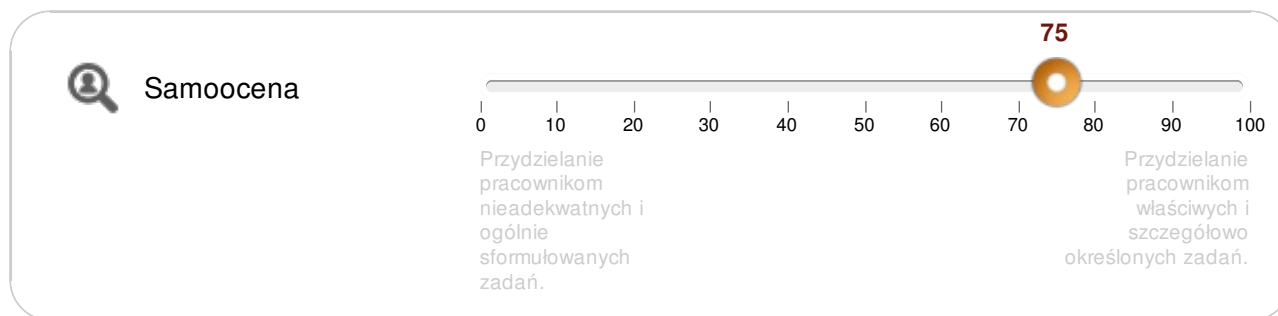 75
Samoocena
0 10 20 30 40 50 60 70 80 90 100
Przydzielanie
pracownikom
nieadekwatnych i
ogólnie
sformułowanych
zadań.
Przydzielanie
pracownikom
właściwych i
szczegółowo
określonych zadań.